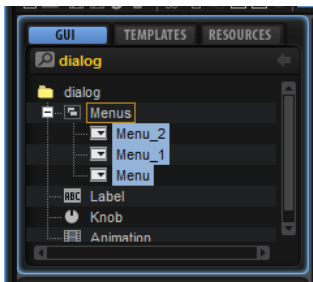 GUI TEMPLATES RESOURCES
dialog
dialog
Menus
Menu_2
Menu_1
Menu
ABC Label
Knob
Animation